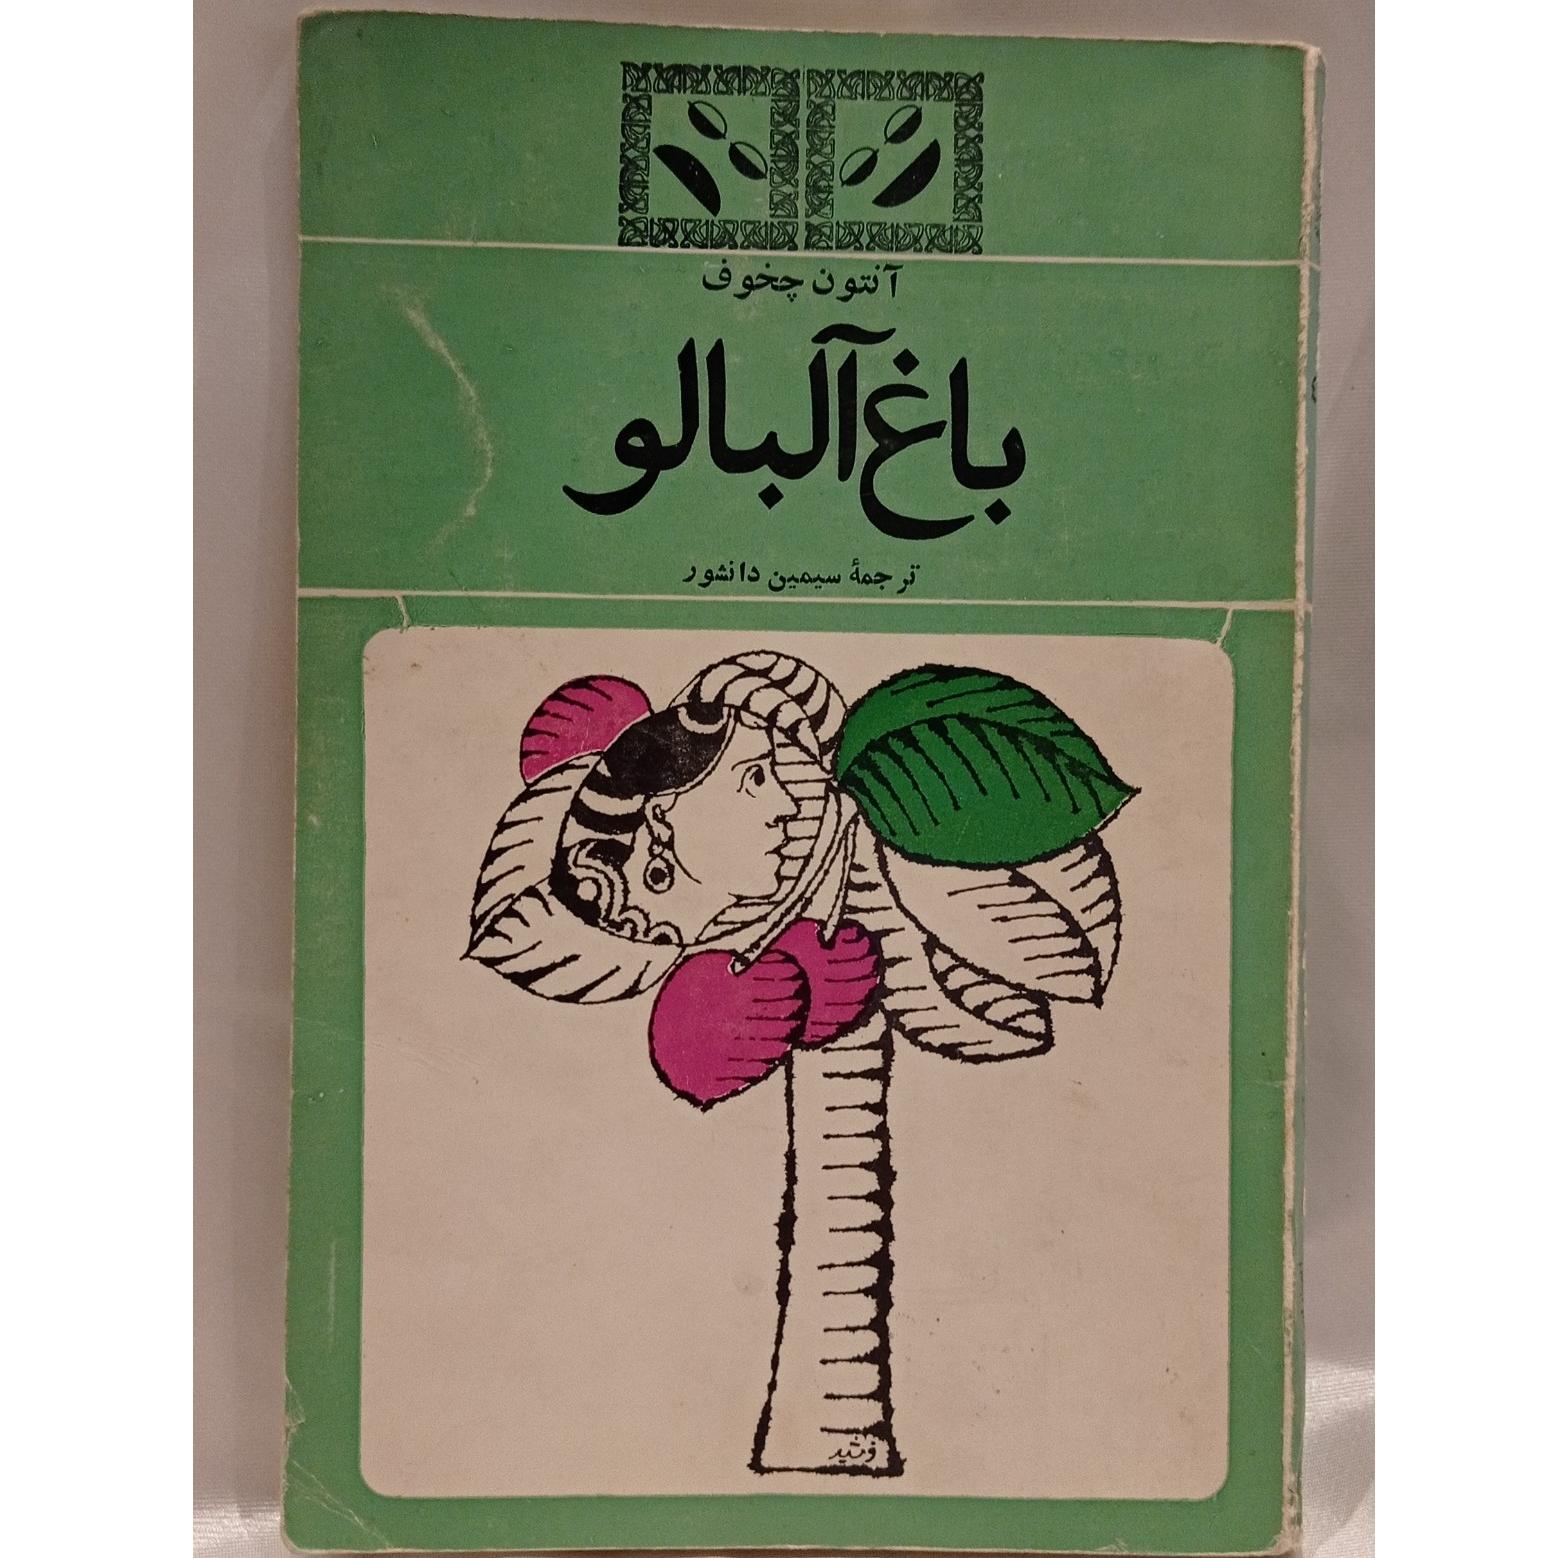 آنتون چخوف
باغ آلبالو
ترجمهٔ سیمین دانشور